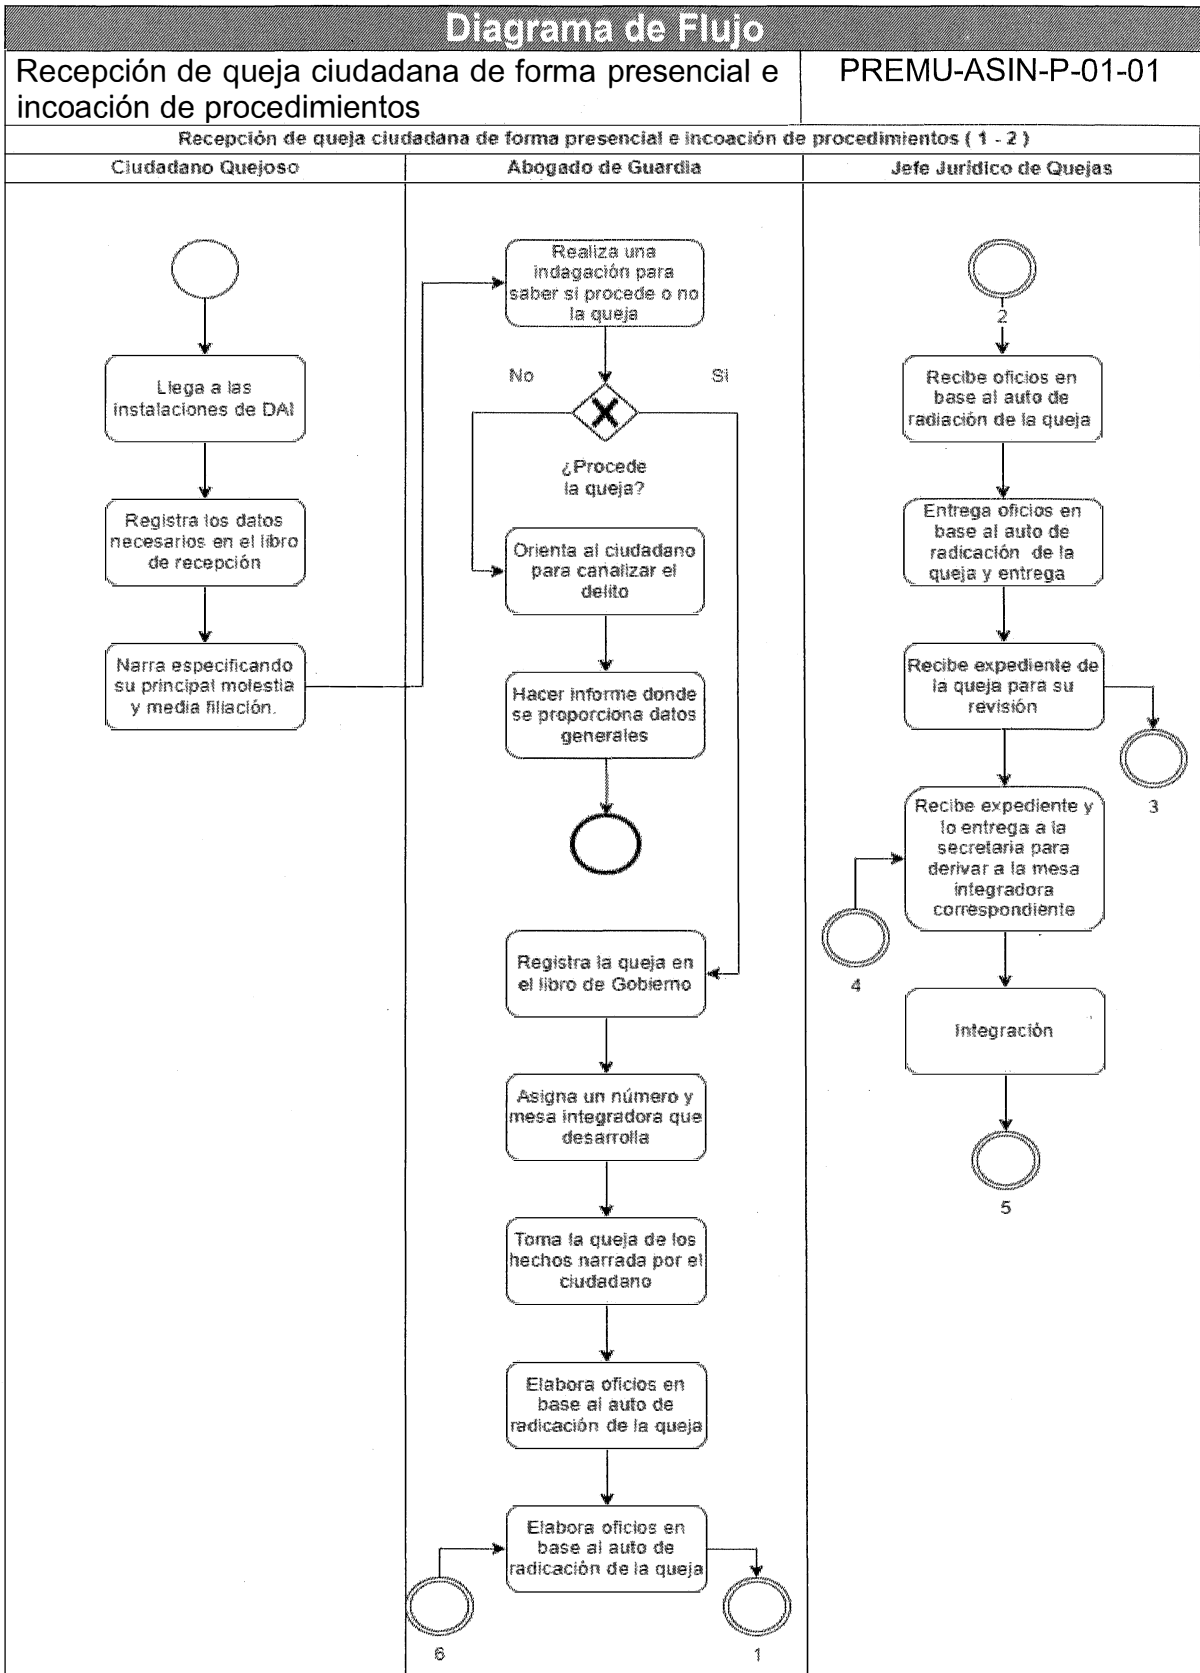 Diagrama de Flujo
Recepción de queja ciudadana de forma presencial e
incoación de procedimientos
PREMU-ASIN-P-01-01
Recepción de queja ciudadana de forma presencial e incoación de procedimientos ( 1 - 2 )
Ciudadano Quejoso
Abogado de Guardia
Jefe Jurídico de Quejas
Llega a las
instalaciones de DAI
Registra los datos
necesarios en el libro
de recepción
Narra especificando
su principal molestia
y media filiación.
Realiza una
indagación para
saber si procede o no
la queja
No
Si
¿Procede
la queja?
Orienta al ciudadano
para canalizar el
delito
Hacer informe donde
se proporciona datos
generales
Registra la queja en
el libro de Gobierno
Asigna un número y
mesa integradora que
desarrolla
Toma la queja de los
hechos narrada por el
ciudadano
Elabora oficios en
base al auto de
radicación de la queja
Elabora oficios en
base al auto de
radicación de la queja
6
1
2
Recibe oficios en
base al auto de
radiación de la queja
Entrega oficios en
base al auto de
radicación de la
queja y entrega
Recibe expediente de
la queja para su
revisión
3
Recibe expediente y
lo entrega a la
secretaria para
derivar a la mesa
integradora
correspondiente
4
Integración
5